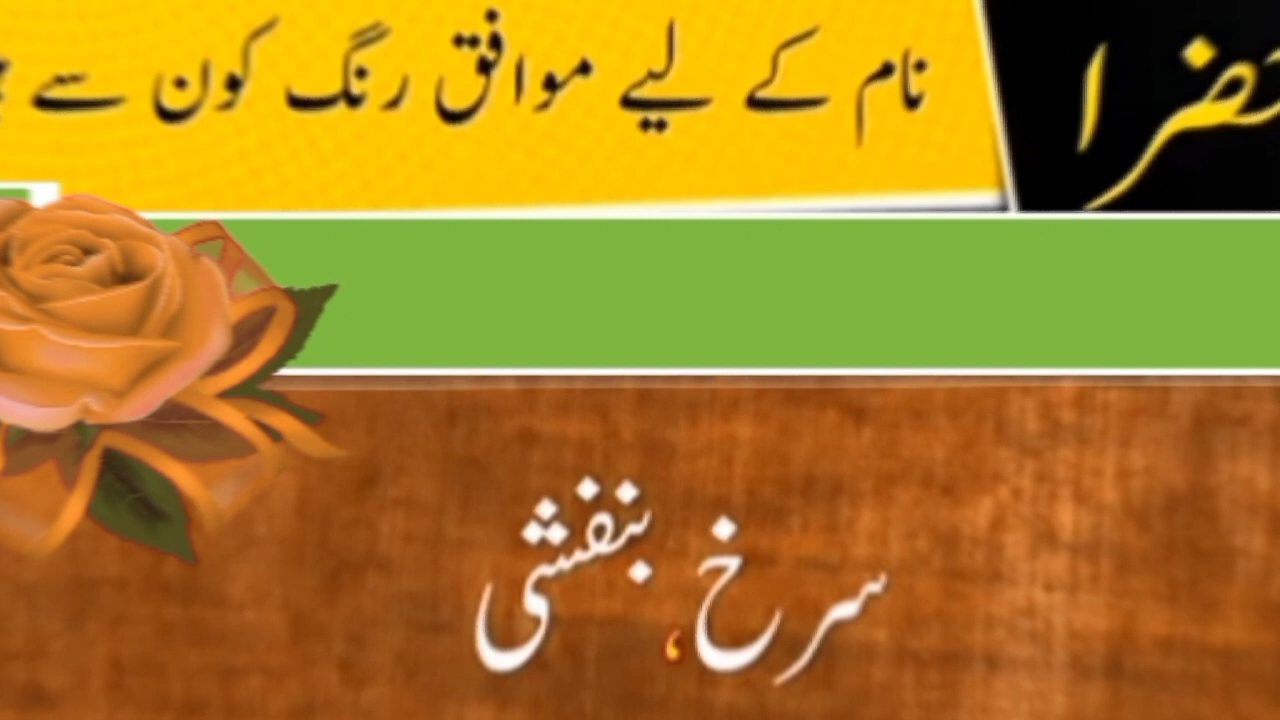 نام کے لیے موافق رنگ کون سے
سرخ، بنفشی